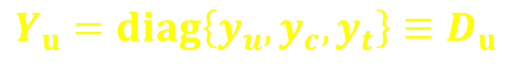 Y_u = diag{y_u, y_c, y_t} ≡ D_u